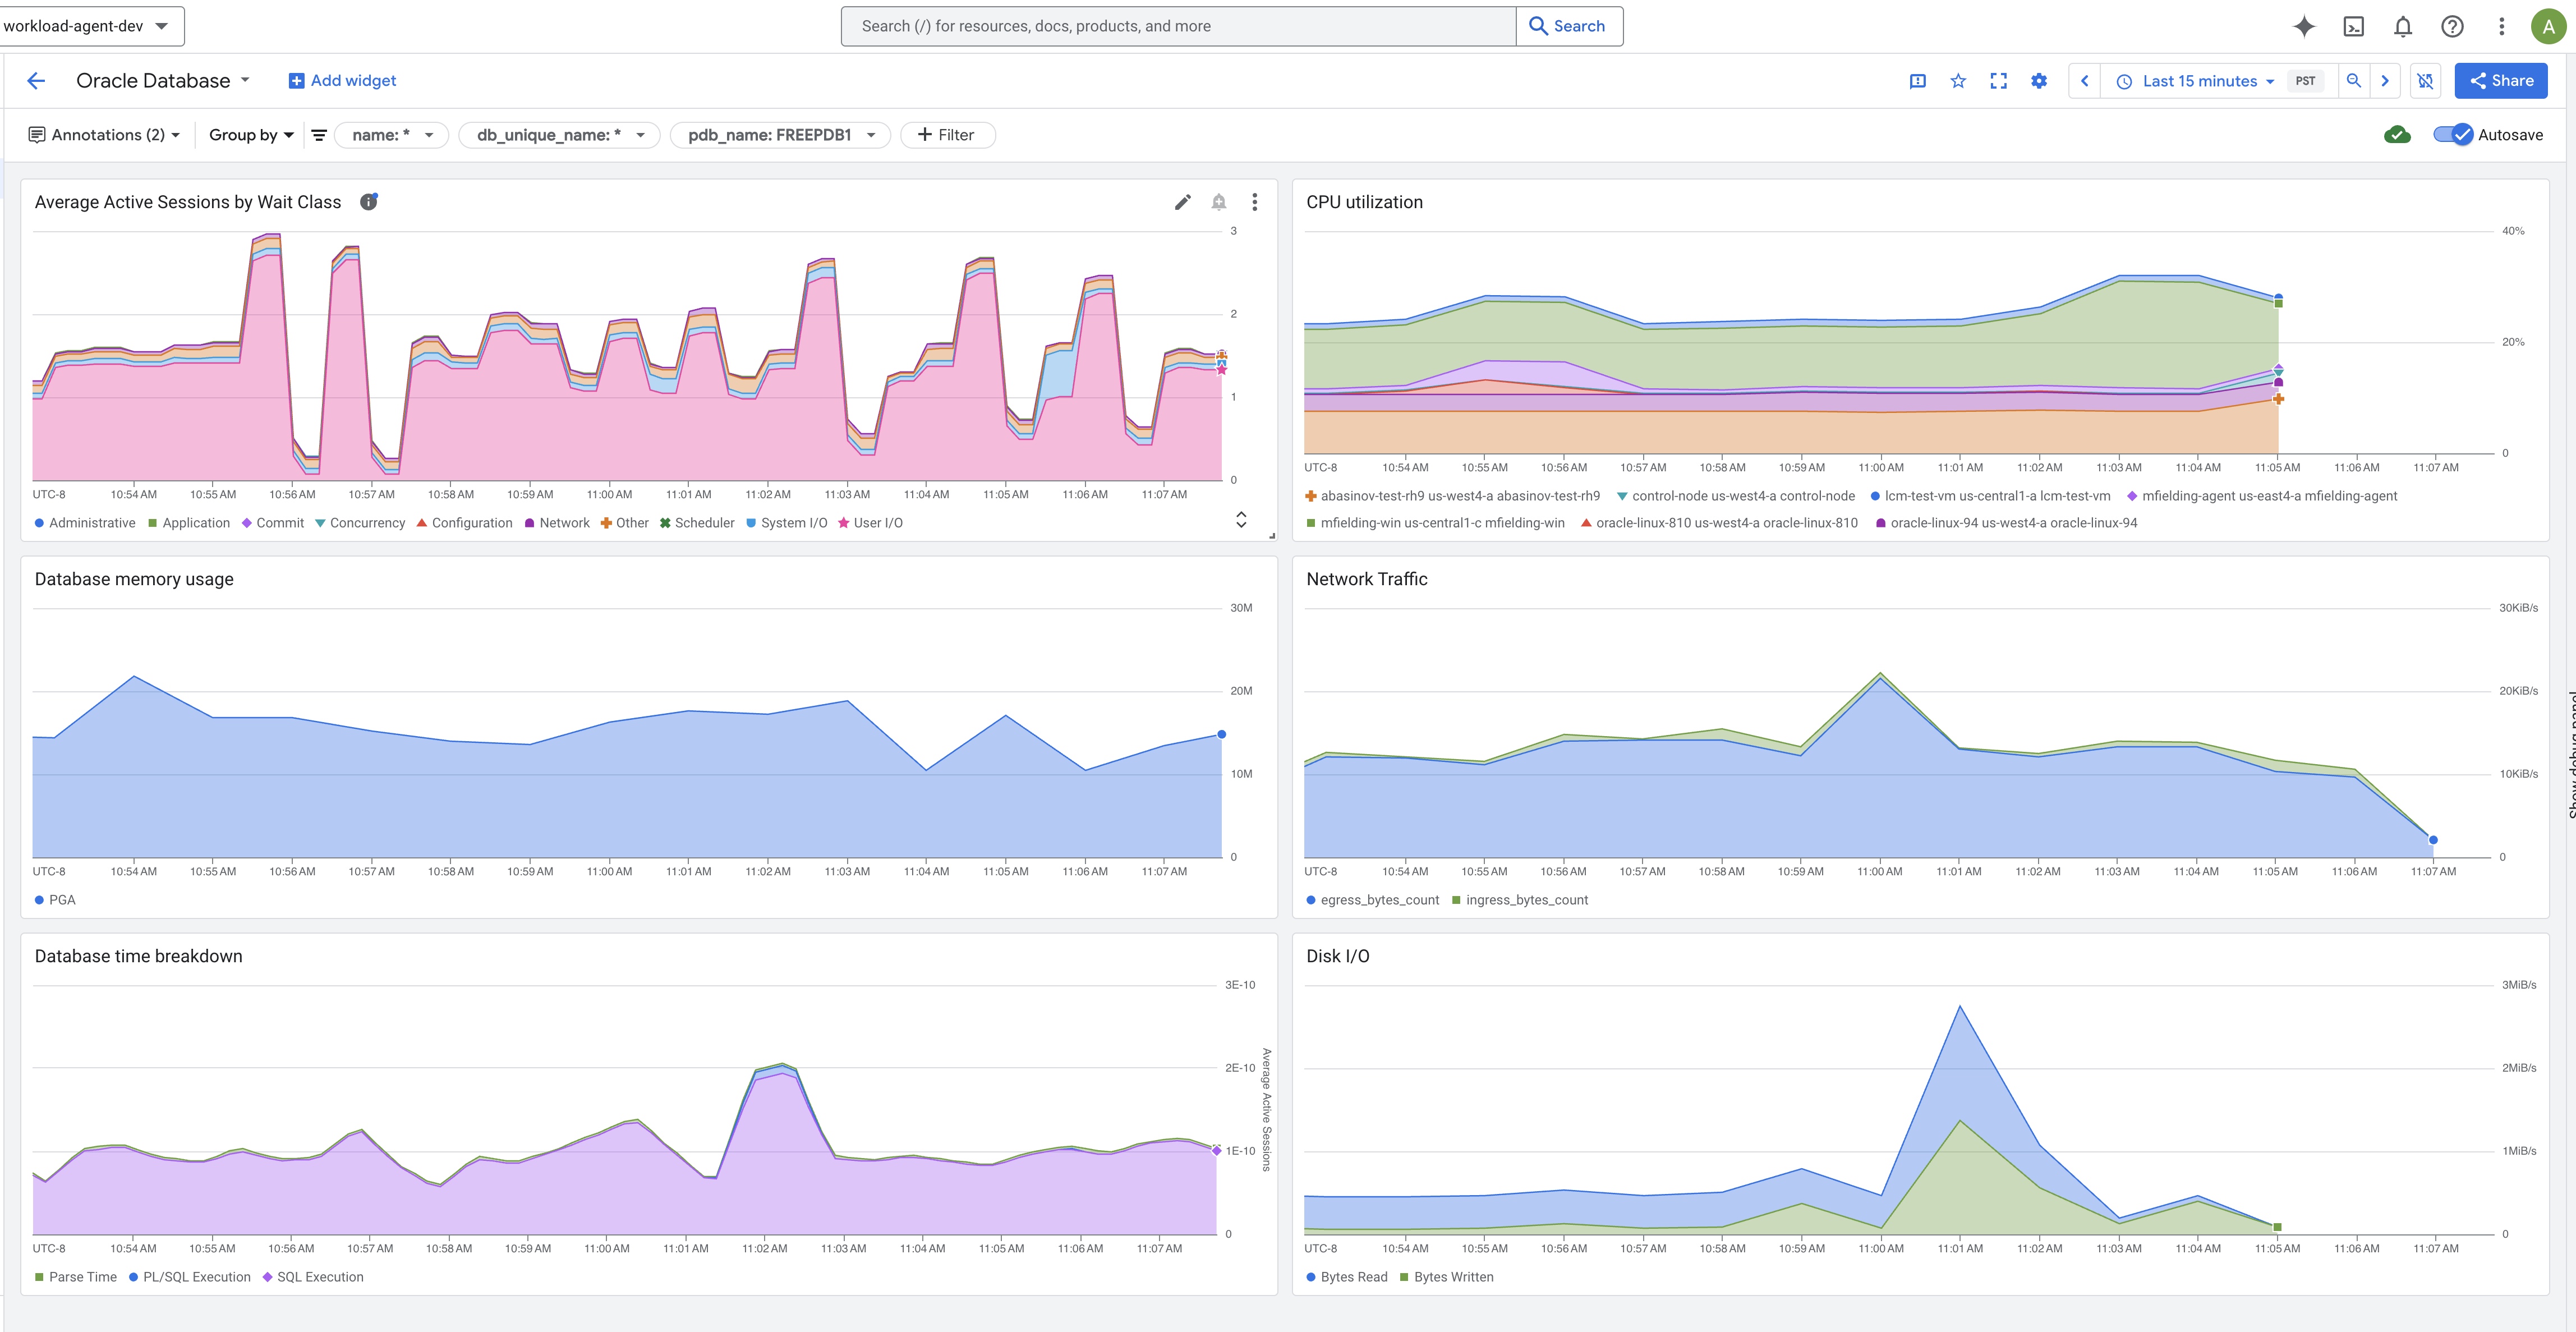 workload-agent-dev
Search (/) for resources, docs, products, and more
Search
A
Oracle Database
Add widget
Last 15 minutes
PST
Share
Annotations (2)
Group by
name: *
db_unique_name: *
pdb_name: FREEPDB1
Filter
Autosave
Average Active Sessions by Wait Class
3
2
1
0
UTC-8 10:54 AM 10:55 AM 10:56 AM 10:57 AM 10:58 AM 10:59 AM 11:00 AM 11:01 AM 11:02 AM 11:03 AM 11:04 AM 11:05 AM 11:06 AM 11:07 AM
Administrative Application Commit Concurrency Configuration Network Other Scheduler System I/O User I/O
CPU utilization
40%
20%
0
UTC-8 10:54 AM 10:55 AM 10:56 AM 10:57 AM 10:58 AM 10:59 AM 11:00 AM 11:01 AM 11:02 AM 11:03 AM 11:04 AM 11:05 AM 11:06 AM 11:07 AM
abasinov-test-rh9 us-west4-a abasinov-test-rh9 control-node us-west4-a control-node lcm-test-vm us-central1-a lcm-test-vm mfielding-agent us-east4-a mfielding-agent
mfielding-win us-central1-c mfielding-win oracle-linux-810 us-west4-a oracle-linux-810 oracle-linux-94 us-west4-a oracle-linux-94
Database memory usage
30M
20M
10M
0
UTC-8 10:54 AM 10:55 AM 10:56 AM 10:57 AM 10:58 AM 10:59 AM 11:00 AM 11:01 AM 11:02 AM 11:03 AM 11:04 AM 11:05 AM 11:06 AM 11:07 AM
PGA
Network Traffic
30KiB/s
20KiB/s
10KiB/s
0
UTC-8 10:54 AM 10:55 AM 10:56 AM 10:57 AM 10:58 AM 10:59 AM 11:00 AM 11:01 AM 11:02 AM 11:03 AM 11:04 AM 11:05 AM 11:06 AM 11:07 AM
egress_bytes_count ingress_bytes_count
Show debug panel
Database time breakdown
3E-10
2E-10
1E-10
0
Average Active Sessions
UTC-8 10:54 AM 10:55 AM 10:56 AM 10:57 AM 10:58 AM 10:59 AM 11:00 AM 11:01 AM 11:02 AM 11:03 AM 11:04 AM 11:05 AM 11:06 AM 11:07 AM
Parse Time PL/SQL Execution SQL Execution
Disk I/O
3MiB/s
2MiB/s
1MiB/s
0
UTC-8 10:54 AM 10:55 AM 10:56 AM 10:57 AM 10:58 AM 10:59 AM 11:00 AM 11:01 AM 11:02 AM 11:03 AM 11:04 AM 11:05 AM 11:06 AM 11:07 AM
Bytes Read Bytes Written